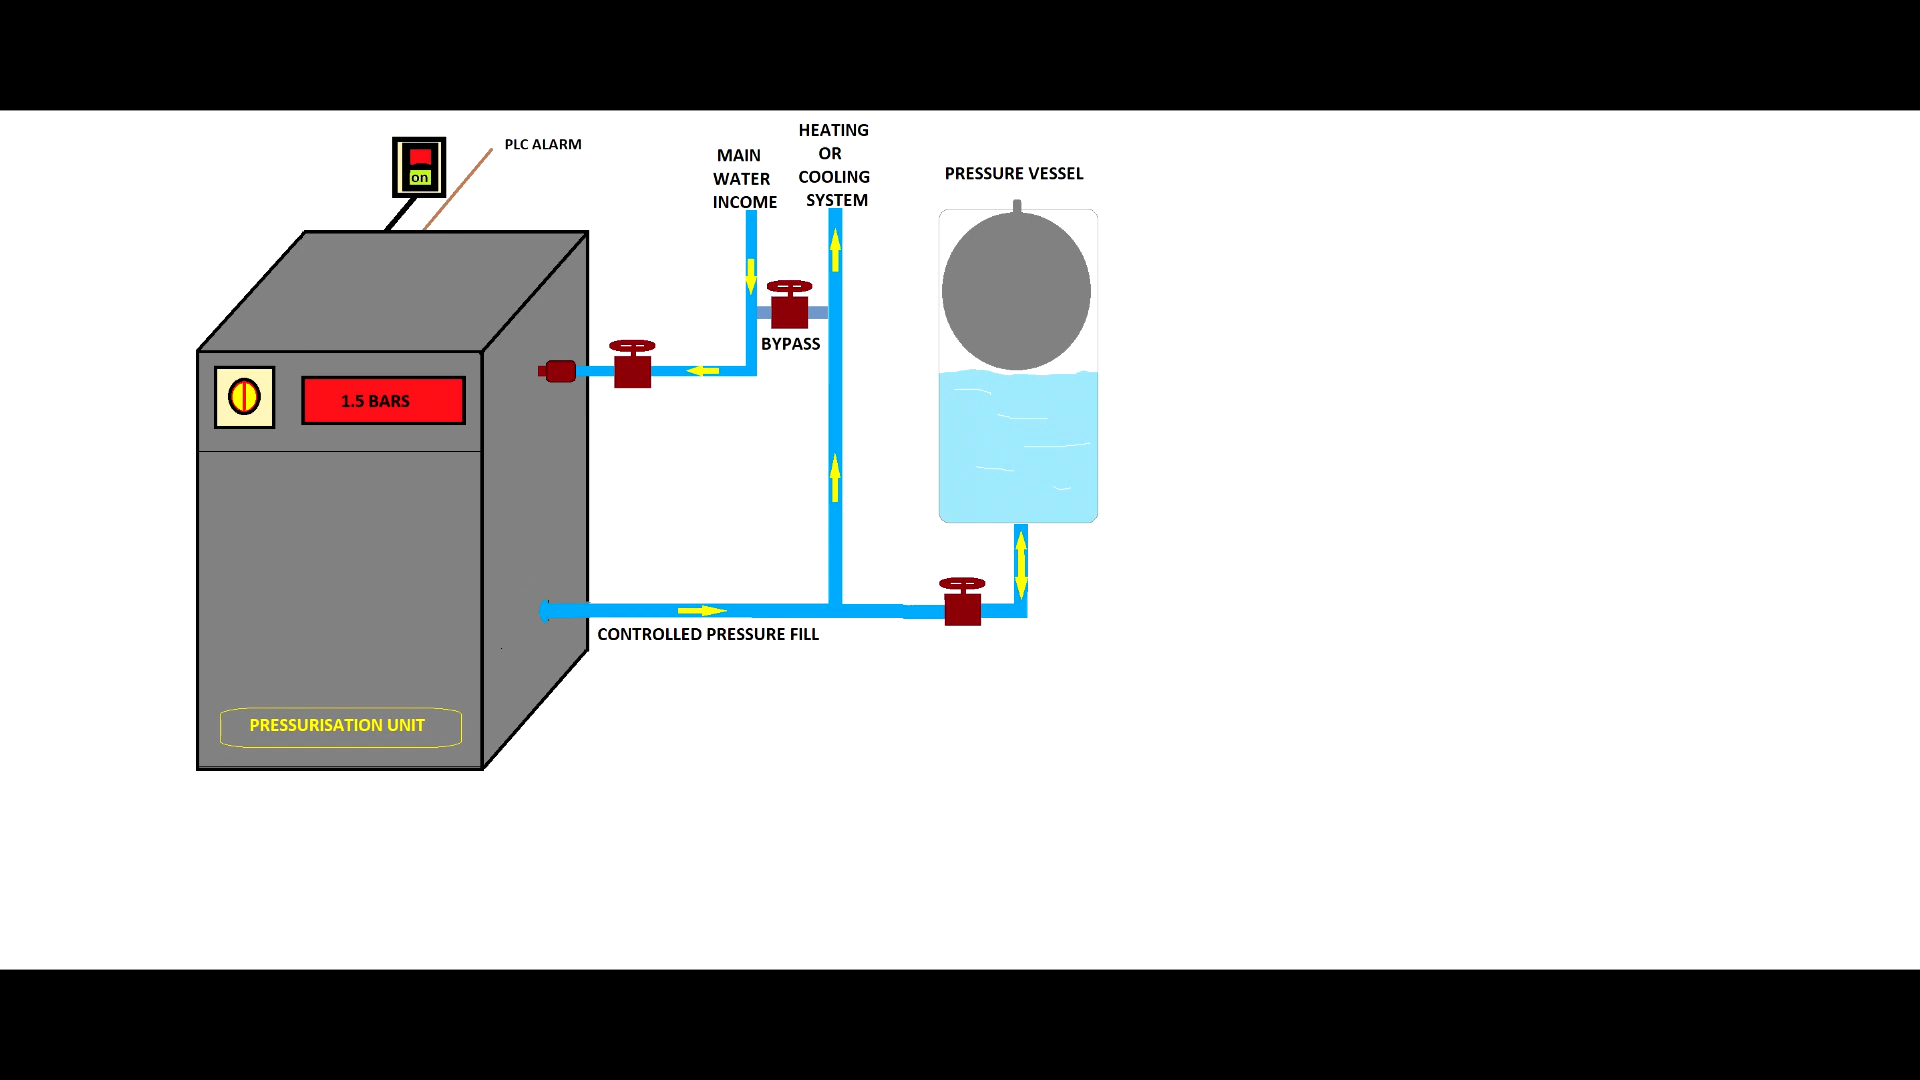 PLC ALARM
on
MAIN
WATER
INCOME
HEATING
OR
COOLING
SYSTEM
PRESSURE VESSEL
BYPASS
1.5 BARS
CONTROLLED PRESSURE FILL
PRESSURISATION UNIT